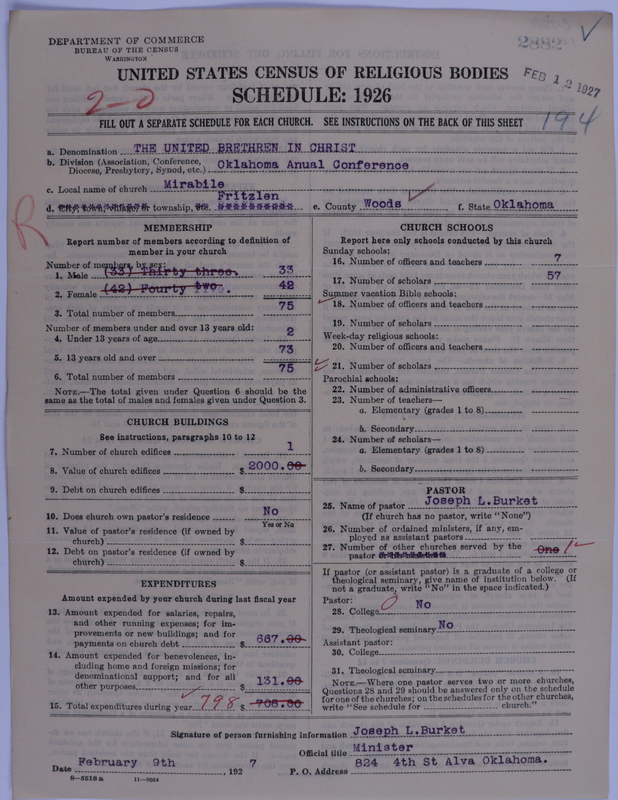 DEPARTMENT OF COMMERCE
BUREAU OF THE CENSUS
WASHINGTON
2882
FEB 12 1927
UNITED STATES CENSUS OF RELIGIOUS BODIES
SCHEDULE: 1926
2-0
194
FILL OUT A SEPARATE SCHEDULE FOR EACH CHURCH. SEE INSTRUCTIONS ON THE BACK OF THIS SHEET
a. Denomination THE UNITED BRETHREN IN CHRIST
b. Division (Association, Conference, Diocese, Presbytery, Synod, etc.) Oklahoma Anual Conference
c. Local name of church Mirabile
d. township, Fritzlen e. County Woods f. State Oklahoma
R
MEMBERSHIP
Report number of members according to definition of member in your church
Number of members, by sex:
1. Male (33) Thirty three. 33
2. Female (42) Fourty two. 42
3. Total number of members 75
Number of members under and over 13 years old:
4. Under 13 years of age 2
5. 13 years old and over 73
6. Total number of members 75
NOTE.—The total given under Question 6 should be the same as the total of males and females given under Question 3.
CHURCH BUILDINGS
See instructions, paragraphs 10 to 12
7. Number of church edifices 1
8. Value of church edifices $ 2000.00
9. Debt on church edifices $
10. Does church own pastor's residence No
Yes or No
11. Value of pastor's residence (if owned by church) $
12. Debt on pastor's residence (if owned by church) $
EXPENDITURES
Amount expended by your church during last fiscal year
13. Amount expended for salaries, repairs, and other running expenses; for improvements or new buildings; and for payments on church debt $ 667.00
14. Amount expended for benevolences, including home and foreign missions; for denominational support; and for all other purposes $ 131.00
15. Total expenditures during year 798 $ 708.00
CHURCH SCHOOLS
Report here only schools conducted by this church
Sunday schools:
16. Number of officers and teachers 7
17. Number of scholars 57
Summer vacation Bible schools:
18. Number of officers and teachers
19. Number of scholars
Week-day religious schools:
20. Number of officers and teachers
21. Number of scholars
Parochial schools:
22. Number of administrative officers
23. Number of teachers—
a. Elementary (grades 1 to 8)
b. Secondary
24. Number of scholars—
a. Elementary (grades 1 to 8)
b. Secondary
PASTOR
25. Name of pastor Joseph L.Burket
(If church has no pastor, write "None")
26. Number of ordained ministers, if any, employed as assistant pastors
27. Number of other churches served by the pastor One 1
If pastor (or assistant pastor) is a graduate of a college or theological seminary, give name of institution below. (If not a graduate, write "No" in the space indicated.)
Pastor:
28. College 0 No
29. Theological seminary No
Assistant pastor:
30. College
31. Theological seminary
NOTE.—Where one pastor serves two or more churches, Questions 28 and 29 should be answered only on the schedule for one of the churches; on the schedules for the other churches, write "See schedule for church."
Signature of person furnishing information Joseph L.Burket
Official title Minister
Date February 9th, 192 7 P. O. Address 824 4th St Alva Oklahoma.
8—5518 a 11—9664